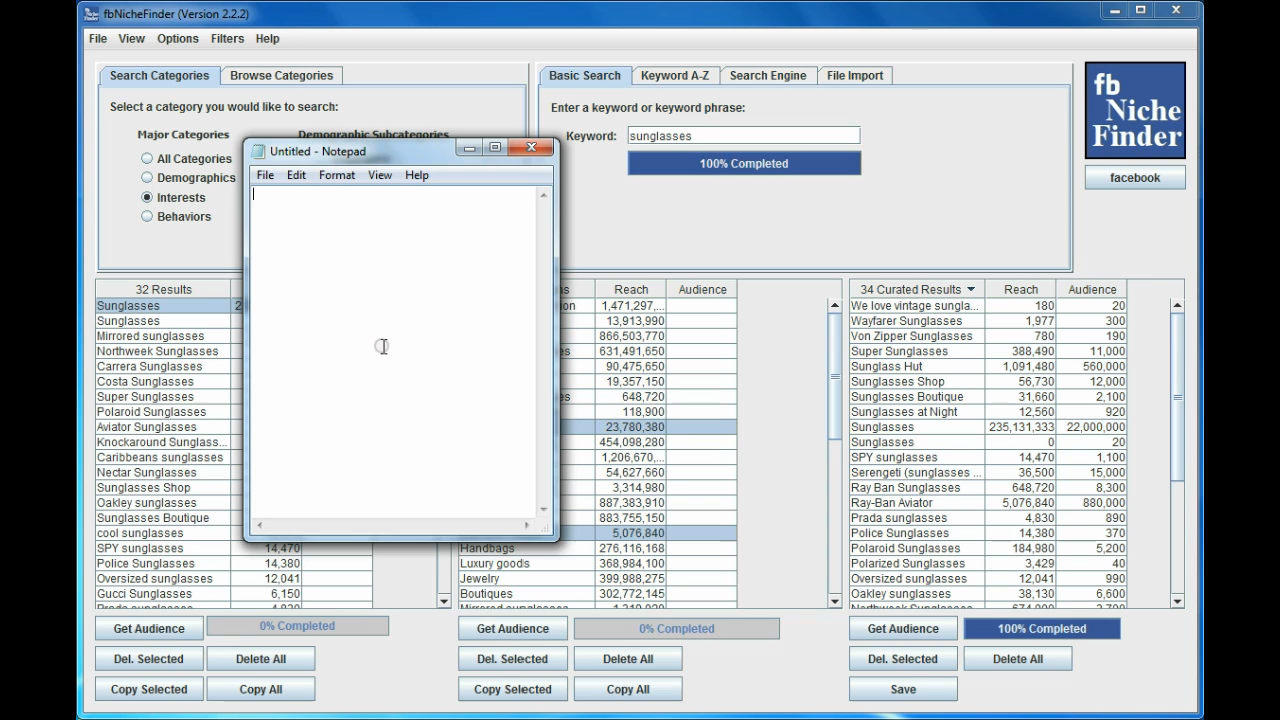 fbNicheFinder (Version 2.2.2)
File View Options Filters Help
Search Categories Browse Categories
Select a category you would like to search:
Major Categories Demographic Subcategories
All Categories
Demographics
Interests
Behaviors
Basic Search Keyword A-Z Search Engine File Import
Enter a keyword or keyword phrase:
Keyword: sunglasses
100% Completed
fb
Niche
Finder
facebook
Untitled - Notepad
File Edit Format View Help
32 Results
Sunglasses 2
Sunglasses
Mirrored sunglasses
Northweek Sunglasses
Carrera Sunglasses
Costa Sunglasses
Super Sunglasses
Polaroid Sunglasses
Aviator Sunglasses
Knockaround Sunglass...
Caribbeans sunglasses
Nectar Sunglasses
Sunglasses Shop
Oakley sunglasses
Sunglasses Boutique
cool sunglasses
SPY sunglasses 14,470
Police Sunglasses 14,380
Oversized sunglasses 12,041
Gucci Sunglasses 6,150
Prada sunglasses 4,830
Reach Audience
1,471,297,...
13,913,990
866,503,770
631,491,650
90,475,650
19,357,150
648,720
118,900
23,780,380
454,098,280
1,206,670,...
54,627,660
3,314,980
887,383,910
883,755,150
5,076,840
Handbags 276,116,168
Luxury goods 368,984,100
Jewelry 399,988,275
Boutiques 302,772,145
Mirrored sunglasses
34 Curated Results Reach Audience
We love vintage sungla... 180 20
Wayfarer Sunglasses 1,977 300
Von Zipper Sunglasses 780 190
Super Sunglasses 388,490 11,000
Sunglass Hut 1,091,480 560,000
Sunglasses Shop 56,730 12,000
Sunglasses Boutique 31,660 2,100
Sunglasses at Night 12,560 920
Sunglasses 235,131,333 22,000,000
Sunglasses 0 20
SPY sunglasses 14,470 1,100
Serengeti (sunglasses ... 36,500 15,000
Ray Ban Sunglasses 648,720 8,300
Ray-Ban Aviator 5,076,840 880,000
Prada sunglasses 4,830 890
Police Sunglasses 14,380 370
Polaroid Sunglasses 184,980 5,200
Polarized Sunglasses 3,429 40
Oversized sunglasses 12,041 990
Oakley sunglasses 38,130 6,600
Northweek Sunglasses
Get Audience 0% Completed
Del. Selected Delete All
Copy Selected Copy All
Get Audience 0% Completed
Del. Selected Delete All
Copy Selected Copy All
Get Audience 100% Completed
Del. Selected Delete All
Save